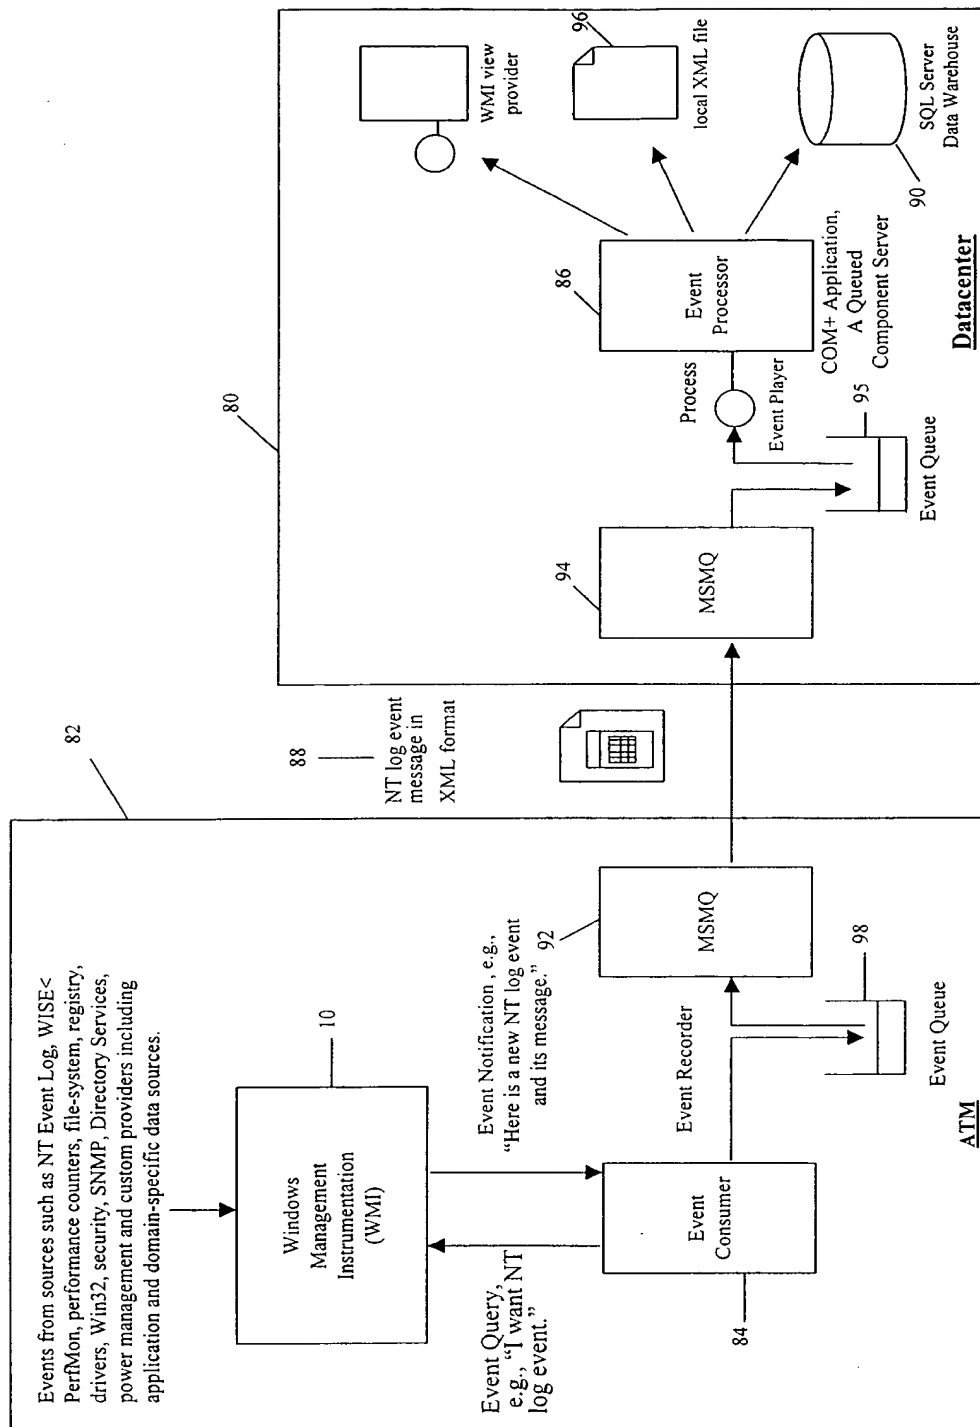 82
Events from sources such as NT Event Log, WISE<
PerfMon, performance counters, file-system, registry,
drivers, Win32, security, SNMP, Directory Services,
power management and custom providers including
application and domain-specific data sources.
10
Windows
Management
Instrumentation
(WMI)
Event Query,
e.g., “I want NT
log event.”
Event Notification , e.g.,
“Here is a new NT log event
and its message.”
84
Event
Consumer
Event Recorder
92
MSMQ
98
Event Queue
ATM
88
NT log event
message in
XML format
80
94
MSMQ
95
Event Queue
Process
Event Player
86
Event
Processor
COM+ Application,
A Queued
Component Server
WMI view
provider
96
local XML file
90
SQL Server
Data Warehouse
Datacenter